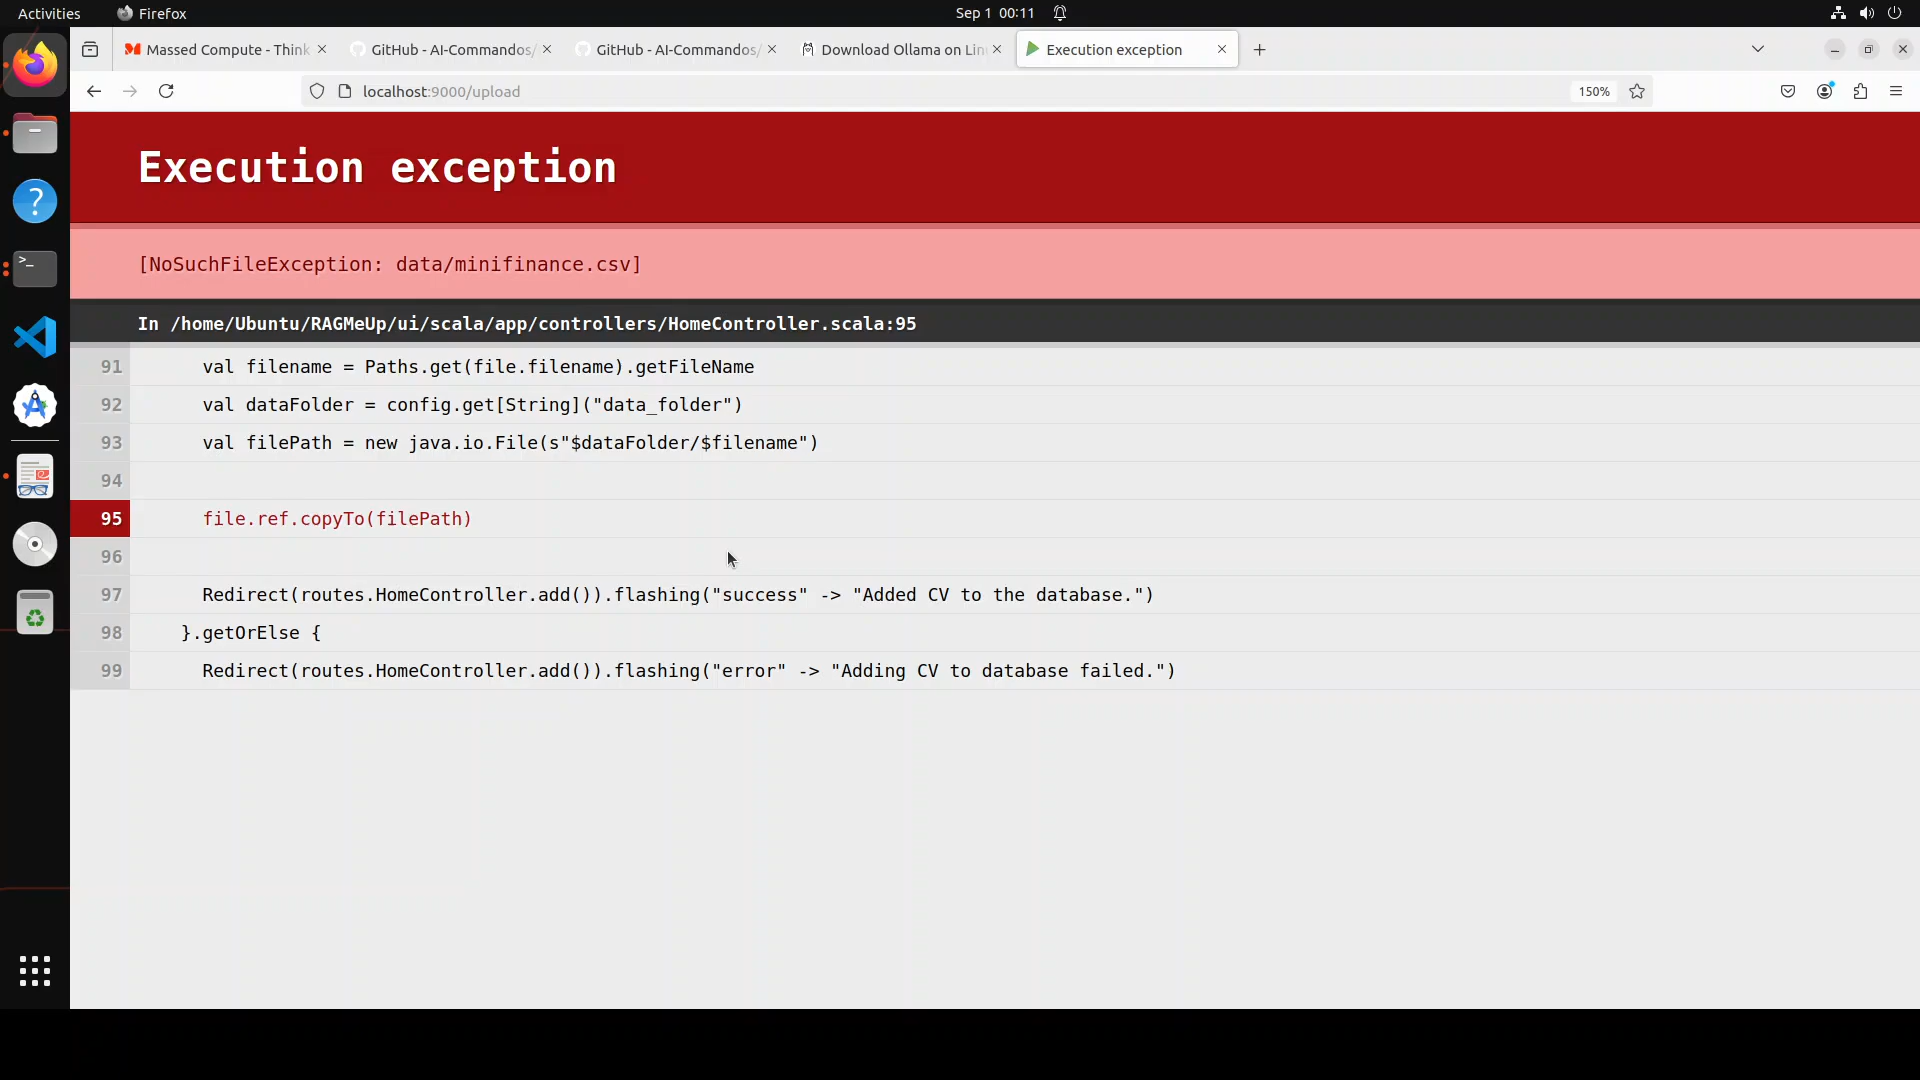 Activities
Firefox
Sep 1 00:11
Massed Compute - Think
GitHub - AI-Commandos/
GitHub - AI-Commandos/
Download Ollama on Lin
Execution exception
localhost:9000/upload
150%
Execution exception
[NoSuchFileException: data/minifinance.csv]
In /home/Ubuntu/RAGMeUp/ui/scala/app/controllers/HomeController.scala:95
91 val filename = Paths.get(file.filename).getFileName
92 val dataFolder = config.get[String]("data_folder")
93 val filePath = new java.io.File(s"$dataFolder/$filename")
94
95 file.ref.copyTo(filePath)
96
97 Redirect(routes.HomeController.add()).flashing("success" -> "Added CV to the database.")
98 }.getOrElse {
99 Redirect(routes.HomeController.add()).flashing("error" -> "Adding CV to database failed.")